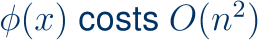 ϕ(x) costs O(n²)